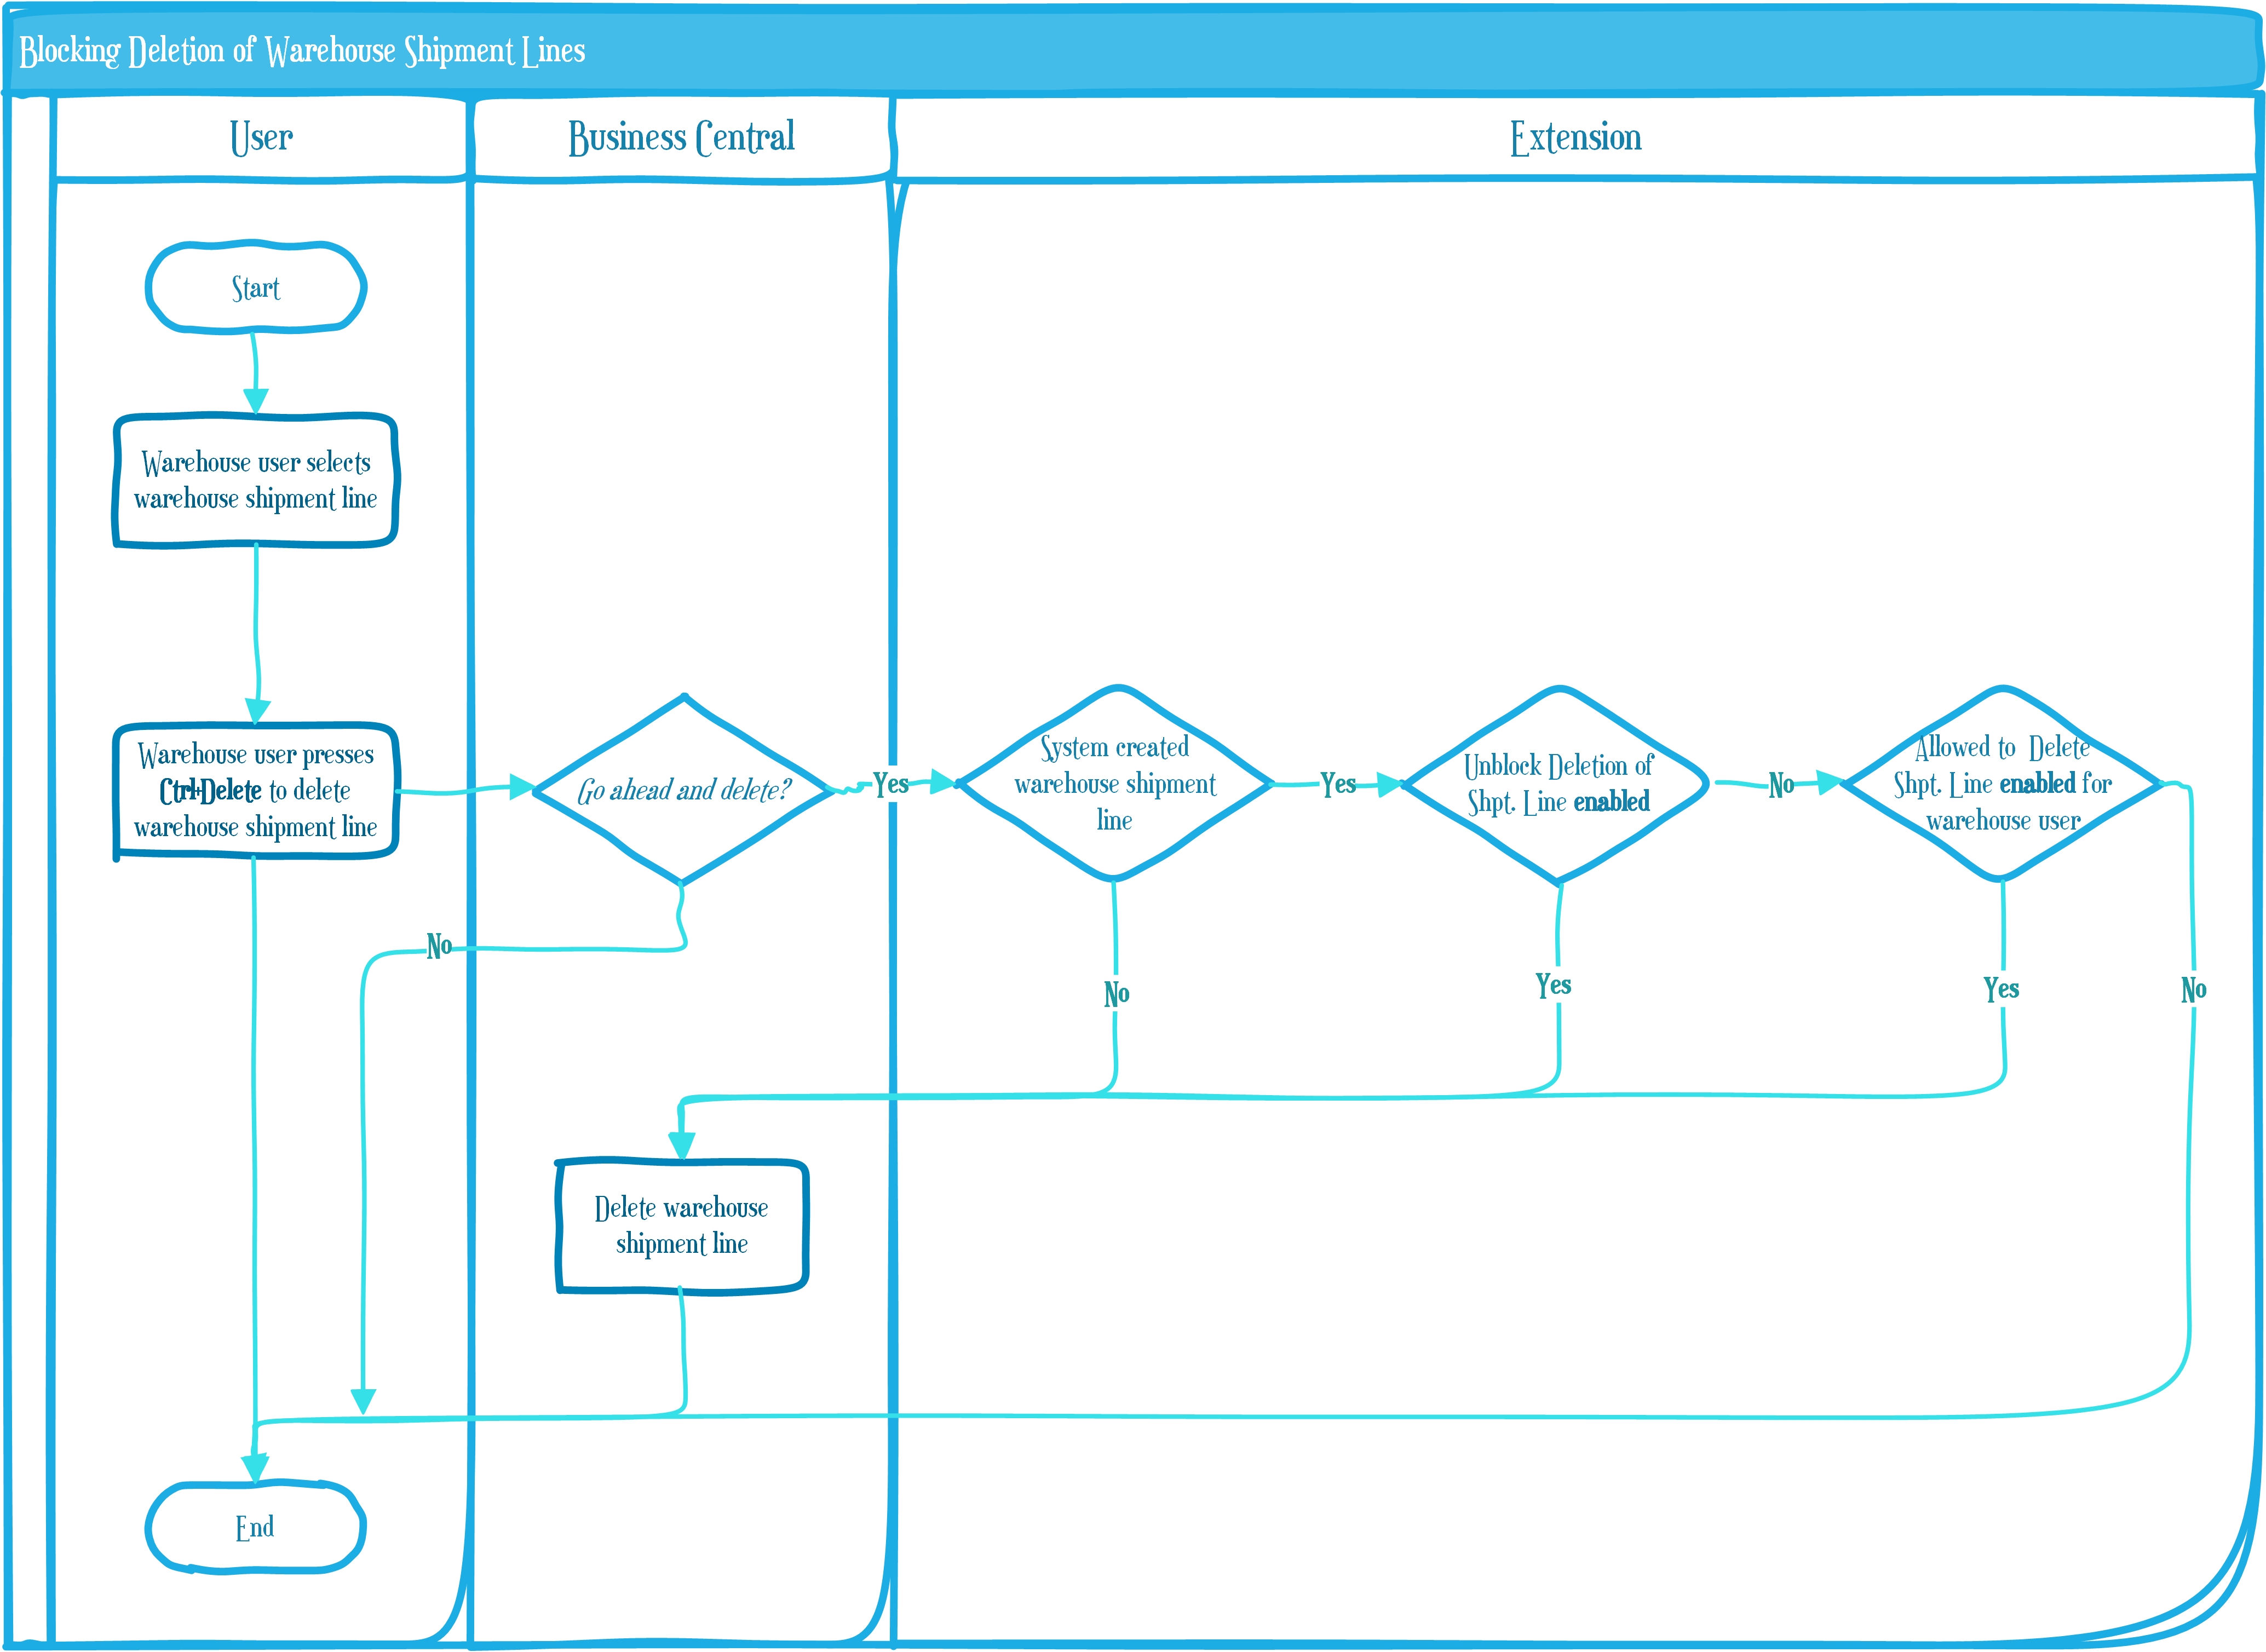 Blocking Deletion of Warehouse Shipment Lines
User
Business Central
Extension
Start
Warehouse user selects
warehouse shipment line
Warehouse user presses
Ctrl+Delete to delete
warehouse shipment line
Go ahead and delete?
Yes
System created
warehouse shipment
line
Yes
Unblock Deletion of
Shpt. Line enabled
No
Allowed to Delete
Shpt. Line enabled for
warehouse user
No
No
Yes
Yes
No
Delete warehouse
shipment line
End